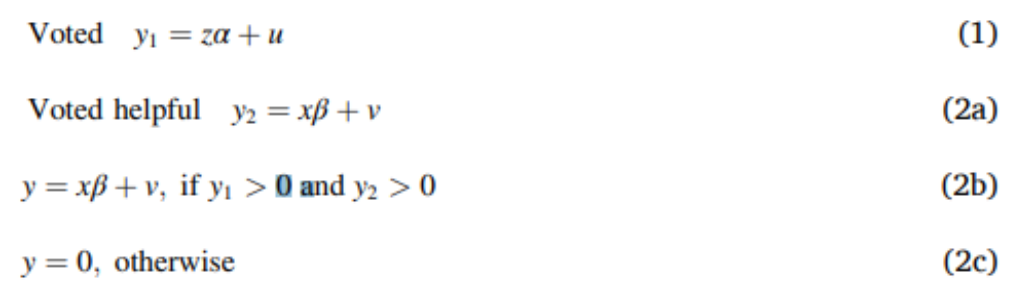 Voted y₁ = zα + u (1)
Voted helpful y₂ = xβ + v (2a)
y = xβ + v, if y₁ > 0 and y₂ > 0 (2b)
y = 0, otherwise (2c)